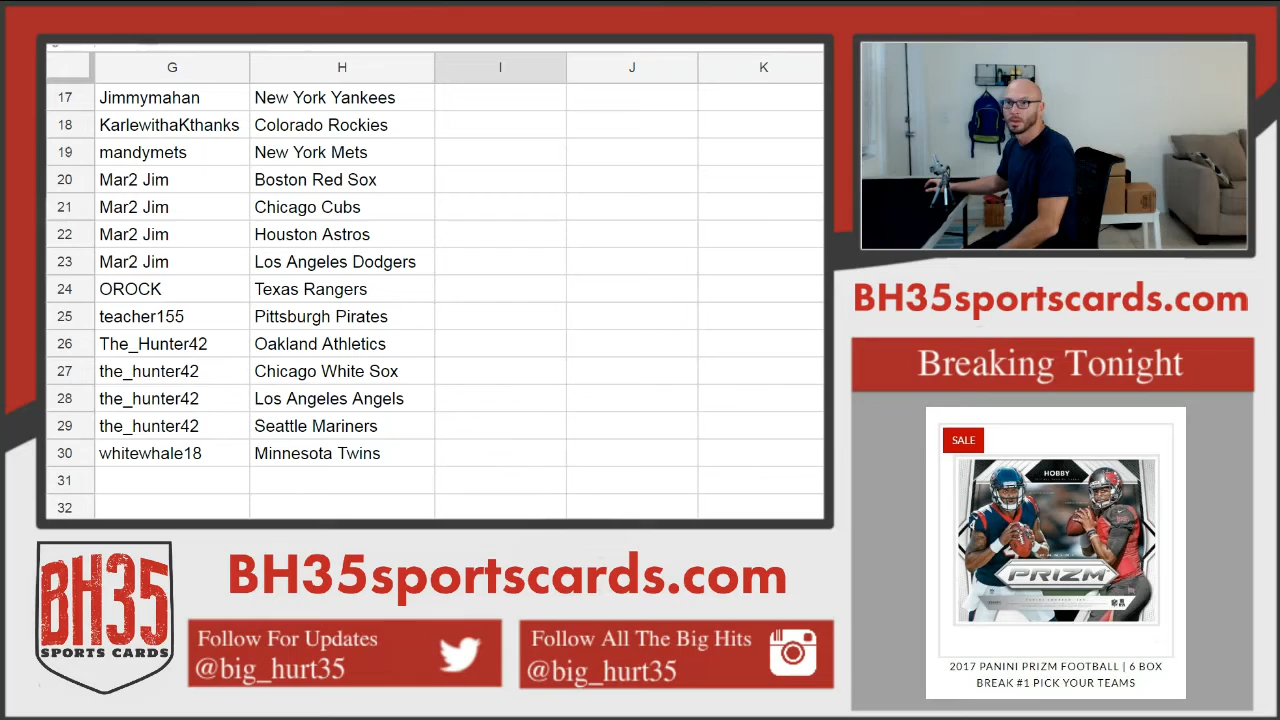 G H I J K
17 Jimmymahan New York Yankees
18 KarlewithaKthanks Colorado Rockies
19 mandymets New York Mets
20 Mar2 Jim Boston Red Sox
21 Mar2 Jim Chicago Cubs
22 Mar2 Jim Houston Astros
23 Mar2 Jim Los Angeles Dodgers
24 OROCK Texas Rangers
25 teacher155 Pittsburgh Pirates
26 The_Hunter42 Oakland Athletics
27 the_hunter42 Chicago White Sox
28 the_hunter42 Los Angeles Angels
29 the_hunter42 Seattle Mariners
30 whitewhale18 Minnesota Twins
31
32
BH35sportscards.com
Breaking Tonight
SALE
HOBBY
PANINI
PRIZM
2017 PANINI PRIZM FOOTBALL | 6 BOX
BREAK #1 PICK YOUR TEAMS
BH35
SPORTS CARDS
BH35sportscards.com
Follow For Updates
@big_hurt35
Follow All The Big Hits
@big_hurt35